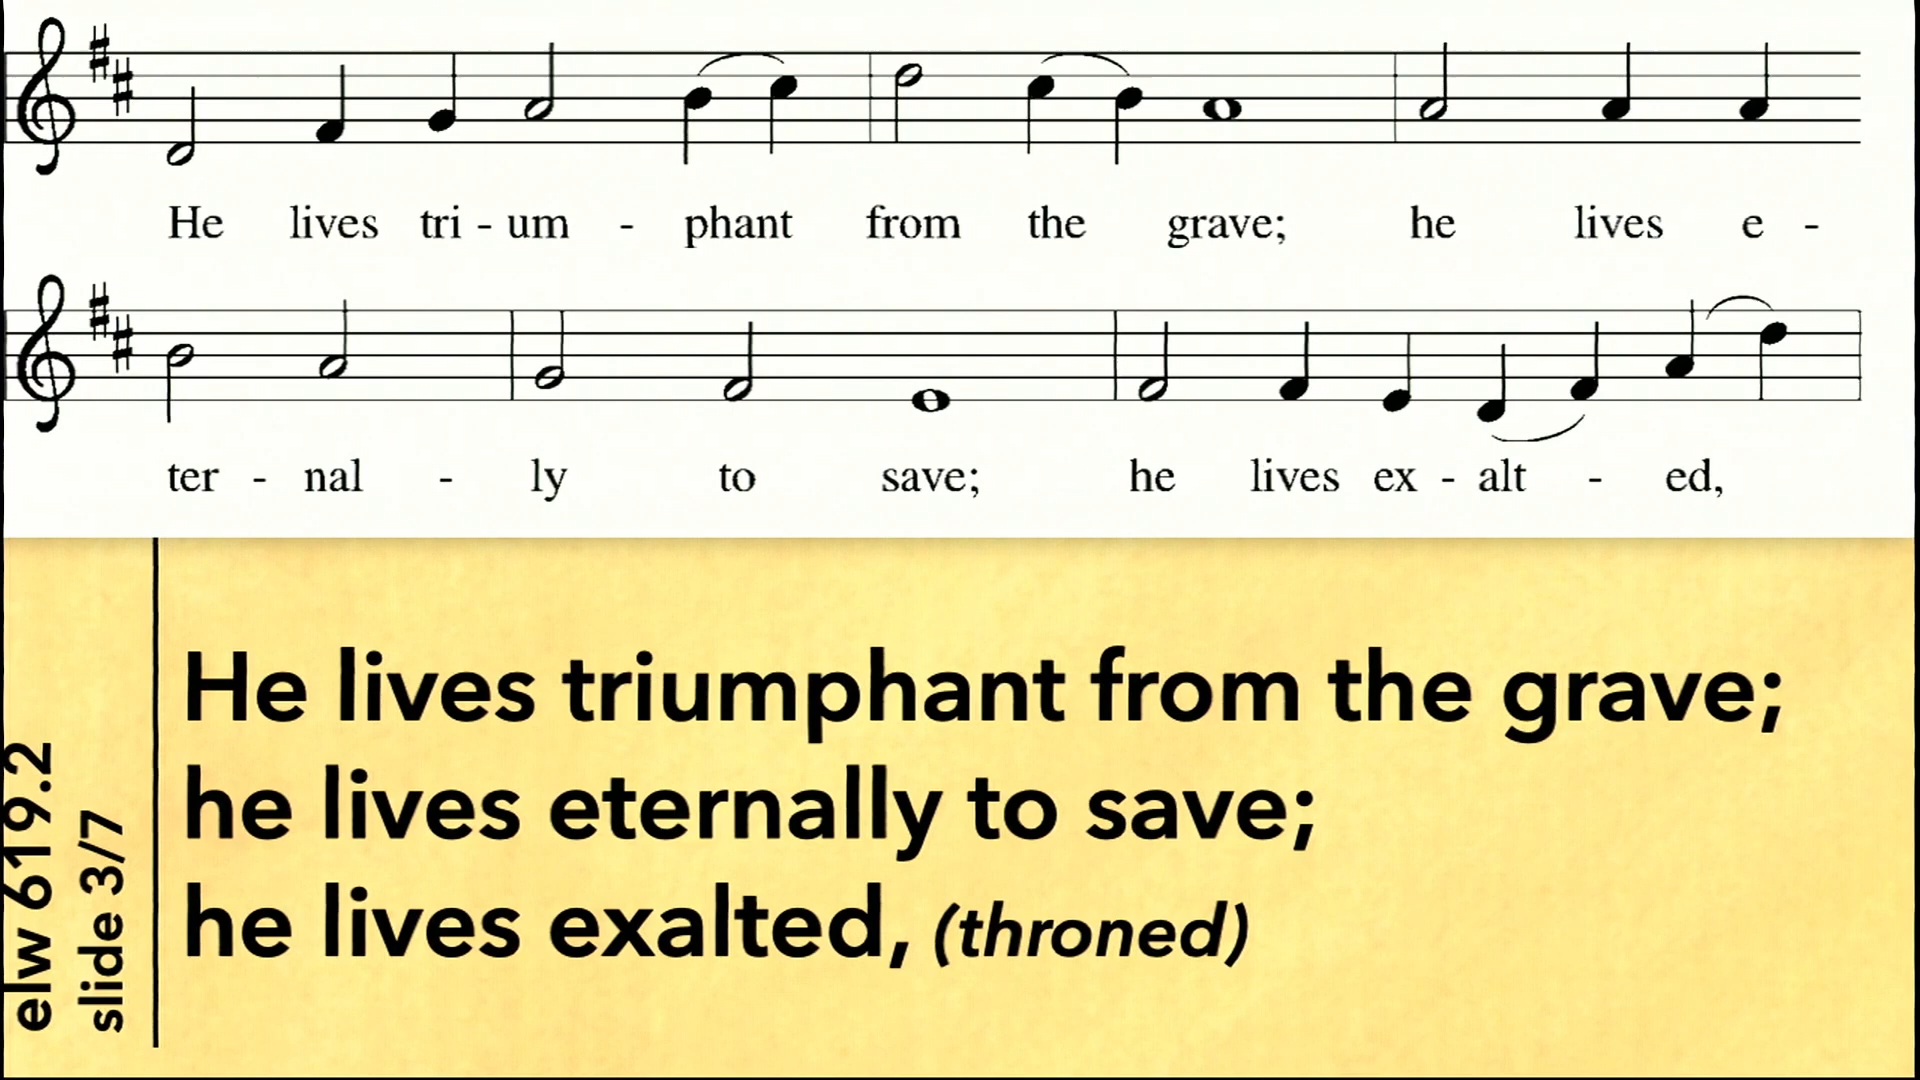 He lives tri - um - phant from the grave; he lives e -
ter - nal - ly to save; he lives ex - alt - ed,
He lives triumphant from the grave;
he lives eternally to save;
he lives exalted, (throned)
elw 619.2
slide 3/7